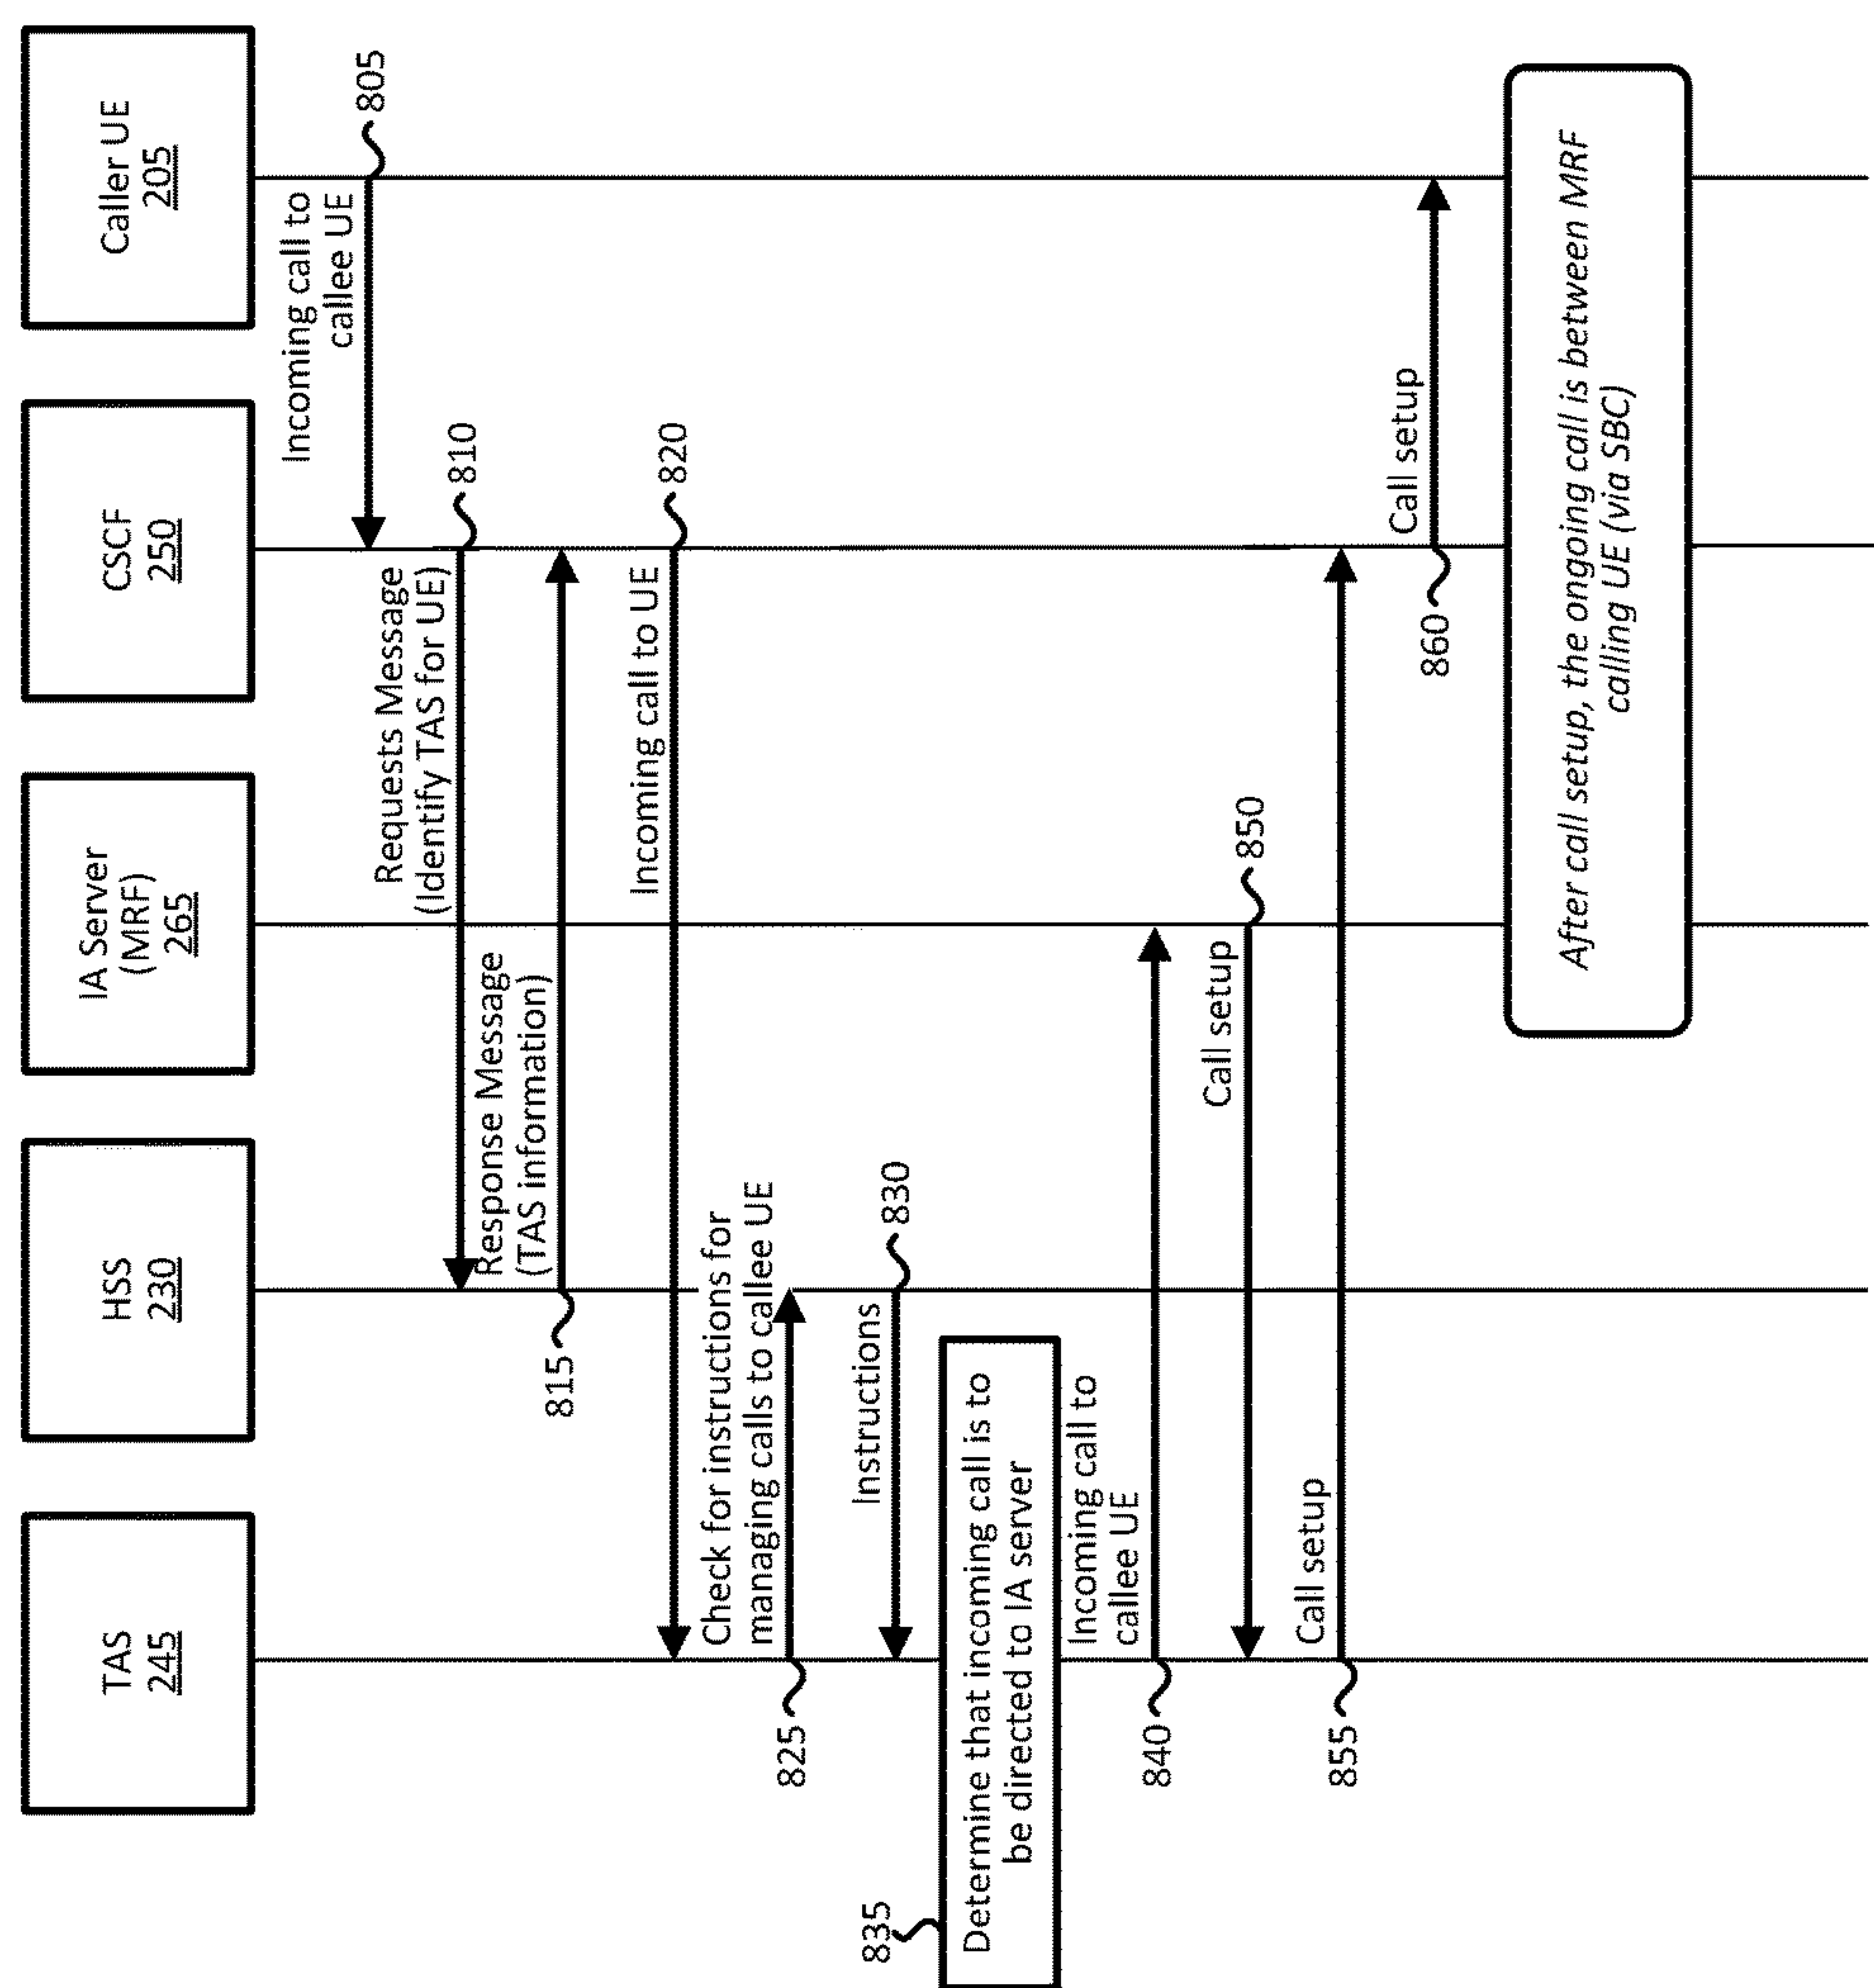 TAS
245
HSS
230
IA Server
(MRF)
265
CSCF
250
Caller UE
205
Incoming call to
callee UE
805
Requests Message
(Identify TAS for UE)
810
Response Message
(TAS information)
815
Incoming call to UE
820
Check for instructions for
managing calls to callee UE
825
Instructions
830
835
Determine that incoming call is to
be directed to IA server
Incoming call to
callee UE
840
Call setup
850
Call setup
855
Call setup
860
After call setup, the ongoing call is between MRF
calling UE (via SBC)